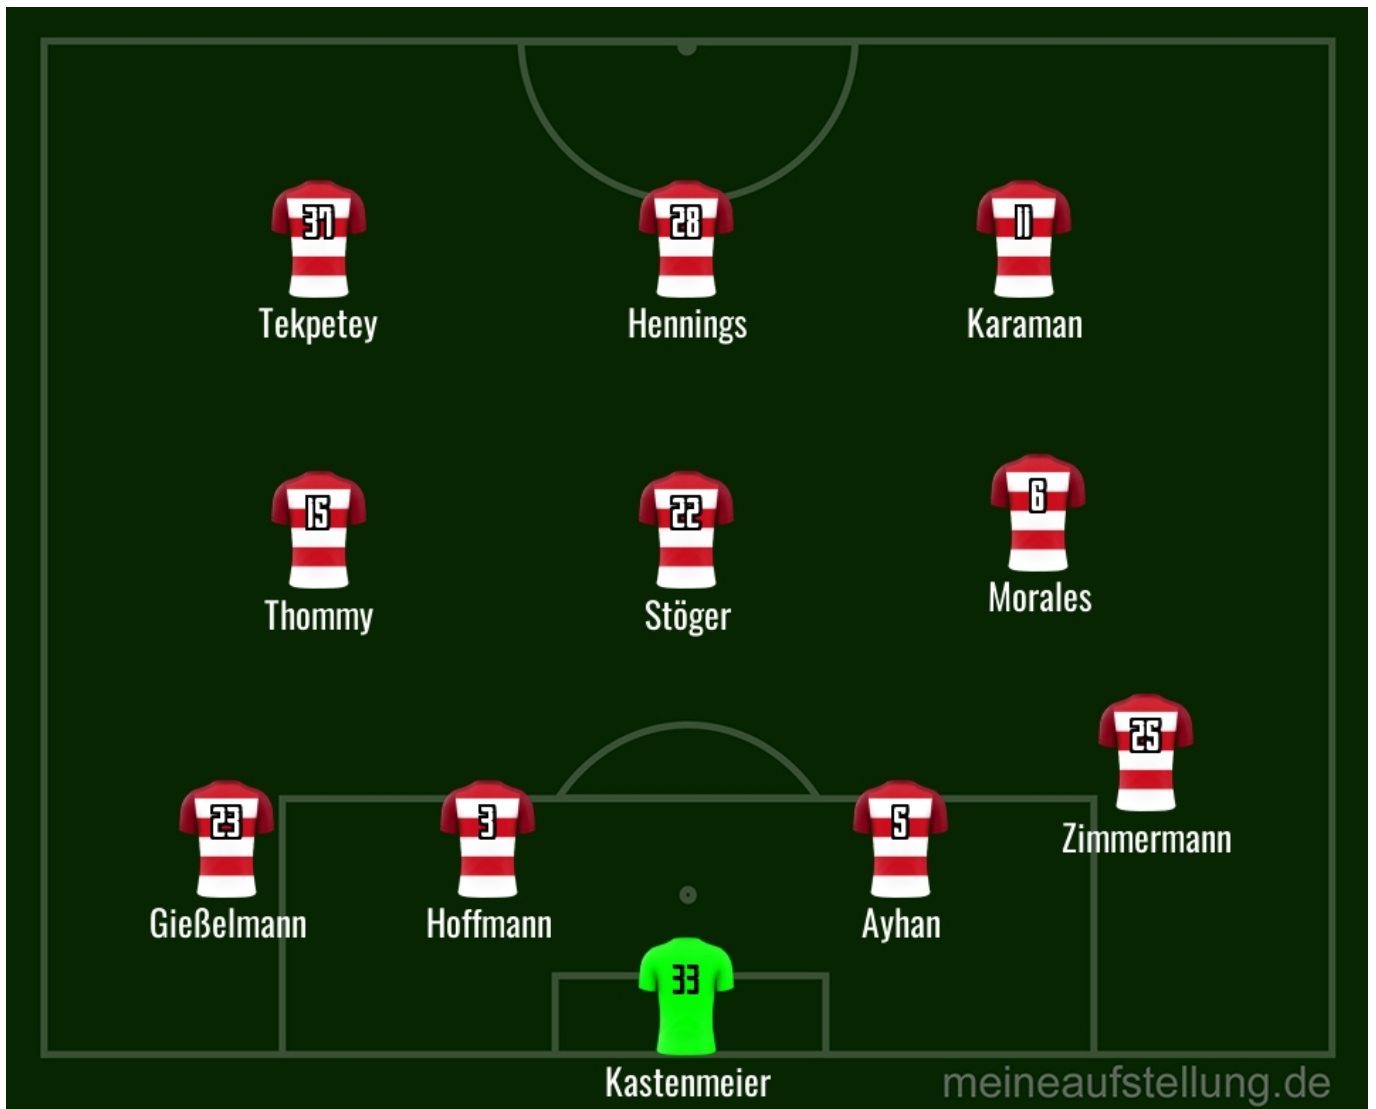 37
28
11
Tekpetey
Hennings
Karaman
15
22
6
Thommy
Stöger
Morales
25
Zimmermann
23
3
5
Gießelmann
Hoffmann
Ayhan
33
Kastenmeier
meineaufstellung.de